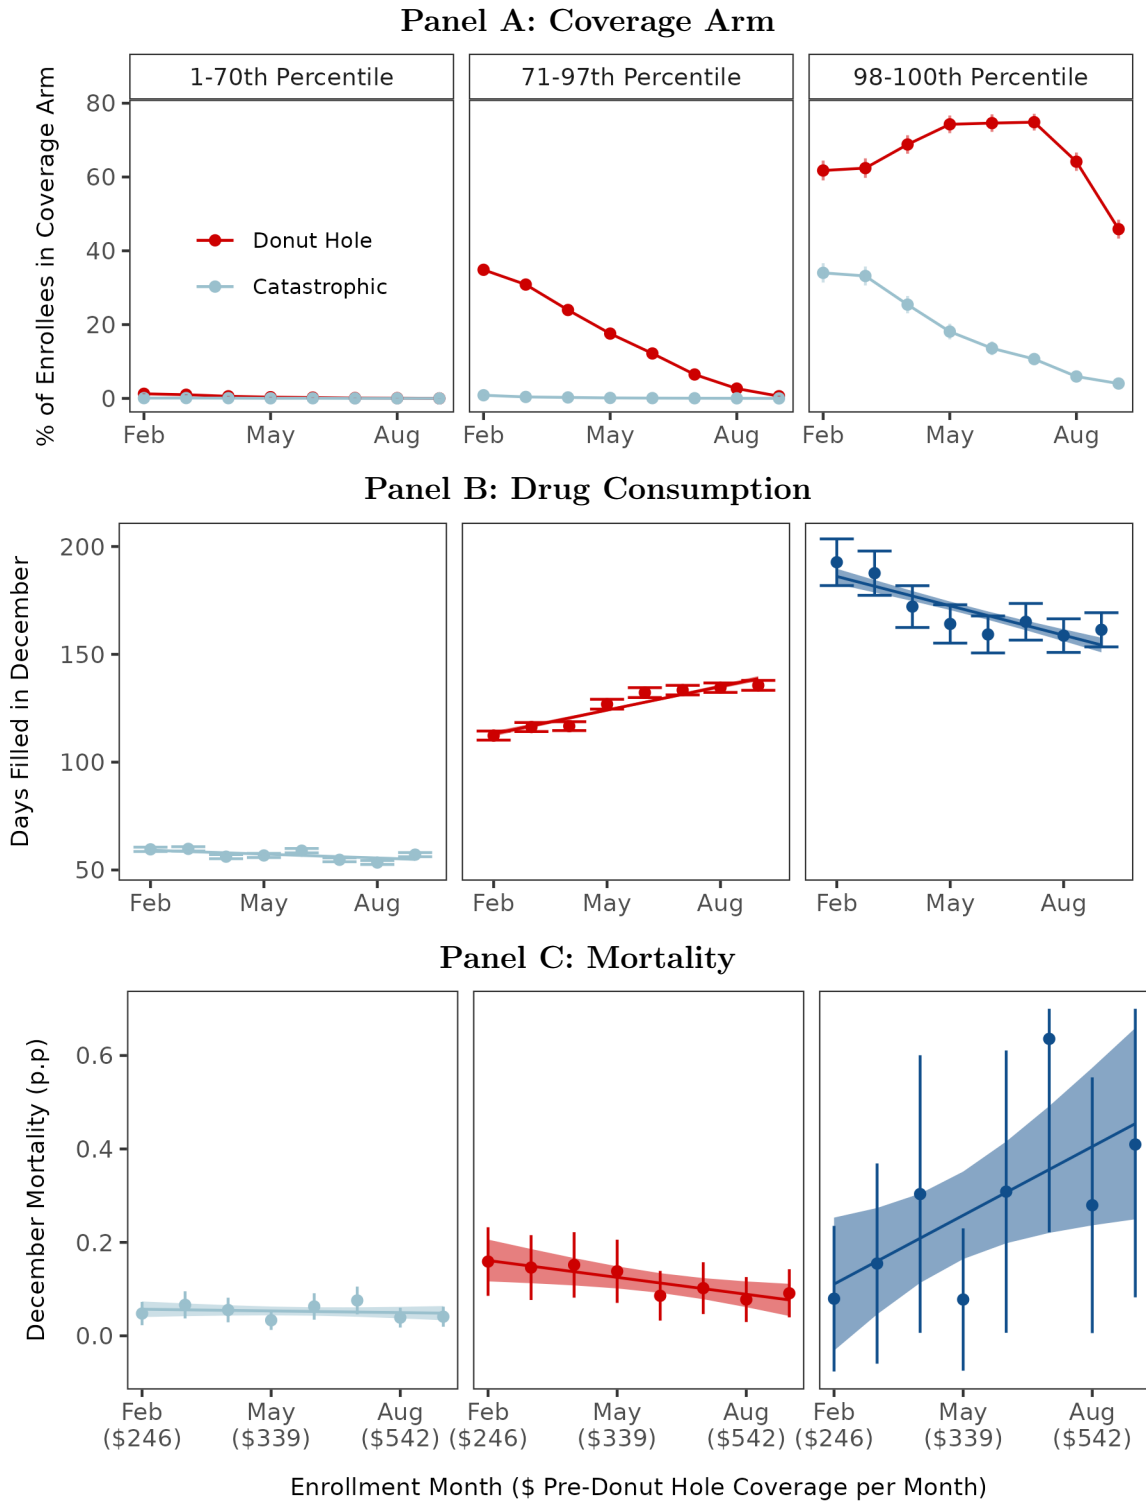 Panel A: Coverage Arm
1-70th Percentile
71-97th Percentile
98-100th Percentile
% of Enrollees in Coverage Arm
80
60
40
20
0
Donut Hole
Catastrophic
Feb May Aug
Feb May Aug
Feb May Aug
Panel B: Drug Consumption
Days Filled in December
200
150
100
50
Feb May Aug
Feb May Aug
Feb May Aug
Panel C: Mortality
December Mortality (p.p)
0.6
0.4
0.2
0.0
Feb May Aug Feb May Aug Feb May Aug
($246) ($339) ($542) ($246) ($339) ($542) ($246) ($339) ($542)
Enrollment Month ($ Pre-Donut Hole Coverage per Month)